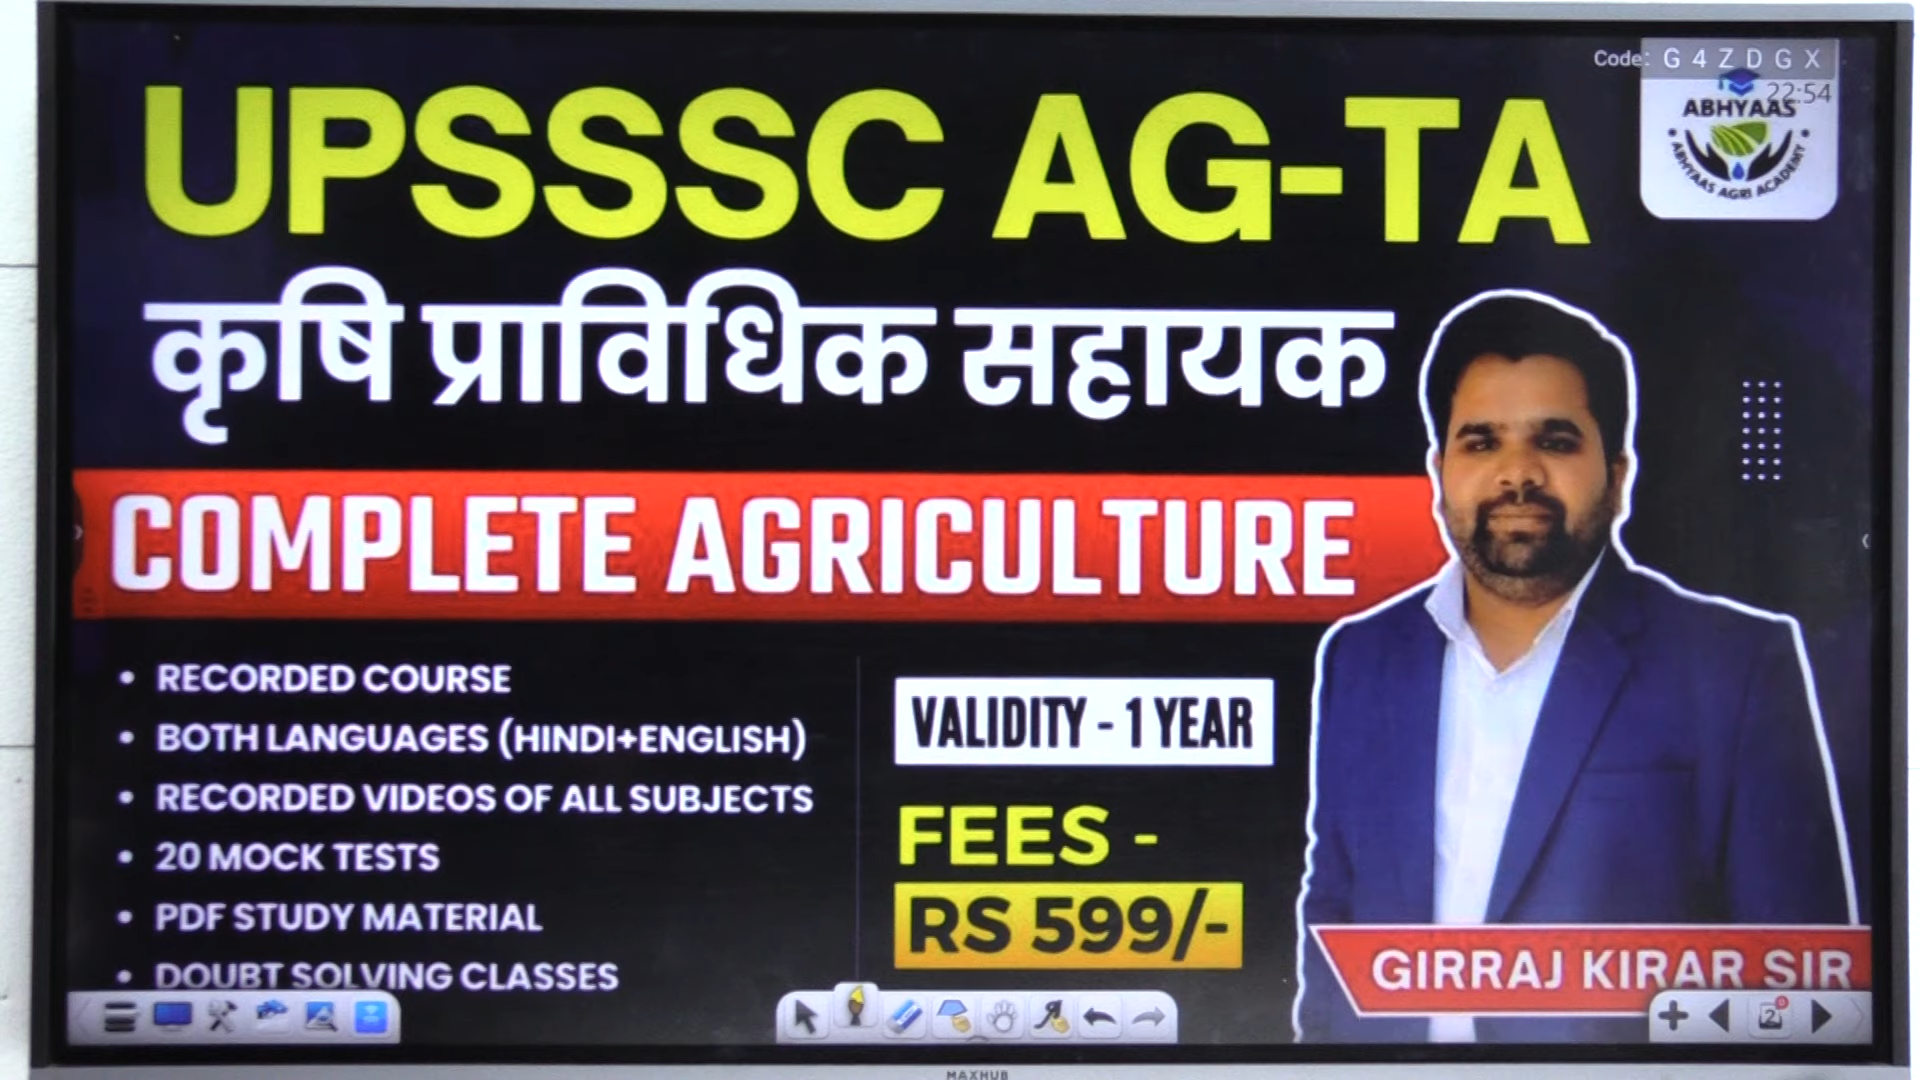 Code: G 4 Z D G X
22:54
UPSSSC AG-TA
ABHYAAS
ABHYAAS AGRI ACADEMY
कृषि प्राविधिक सहायक
COMPLETE AGRICULTURE
• RECORDED COURSE
• BOTH LANGUAGES (HINDI+ENGLISH)
• RECORDED VIDEOS OF ALL SUBJECTS
• 20 MOCK TESTS
• PDF STUDY MATERIAL
• DOUBT SOLVING CLASSES
VALIDITY - 1 YEAR
FEES -
RS 599/-
GIRRAJ KIRAR SIR
2
MAXHUB